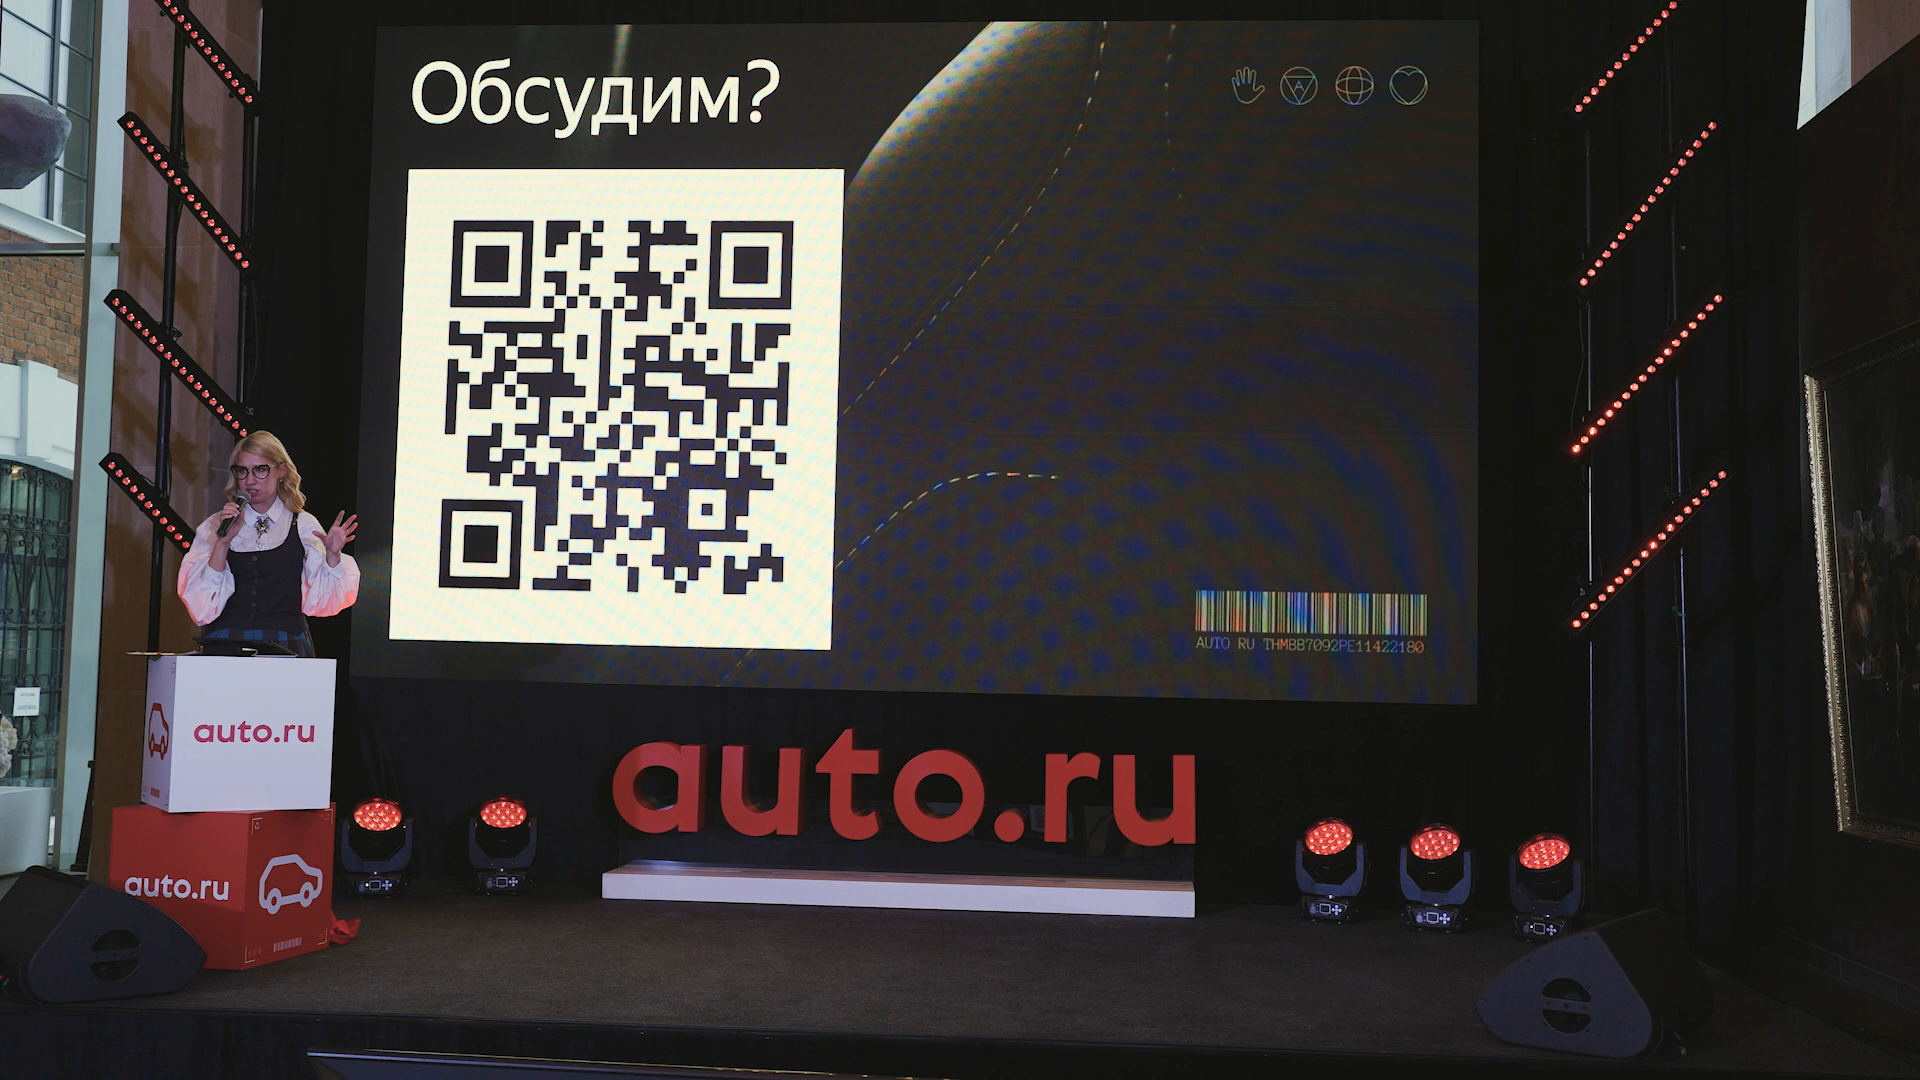 Обсудим?
A
AUTO RU THMBB7092PE11422180
auto.ru
auto.ru
auto.ru